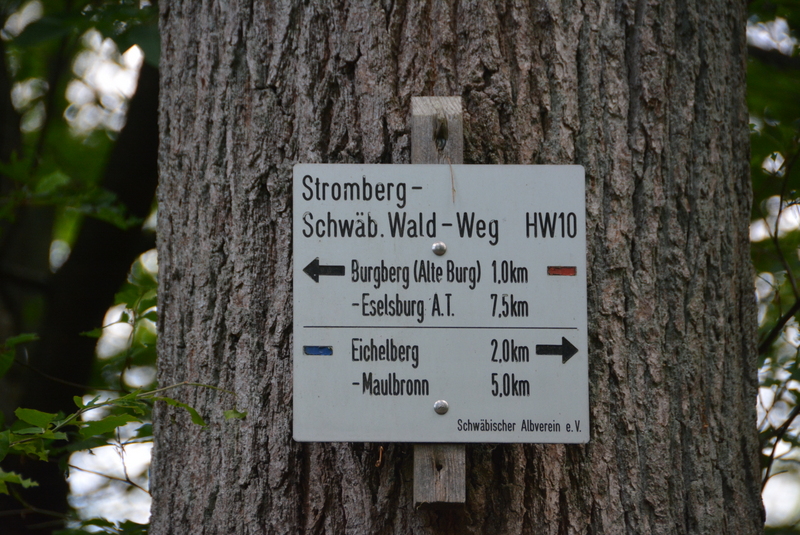 Stromberg-
Schwäb. Wald-Weg HW10
Burgberg (Alte Burg) 1,0km
-Eselsburg A.T. 7,5km
Eichelberg 2,0km
-Maulbronn 5,0km
Schwäbischer Albverein e.V.